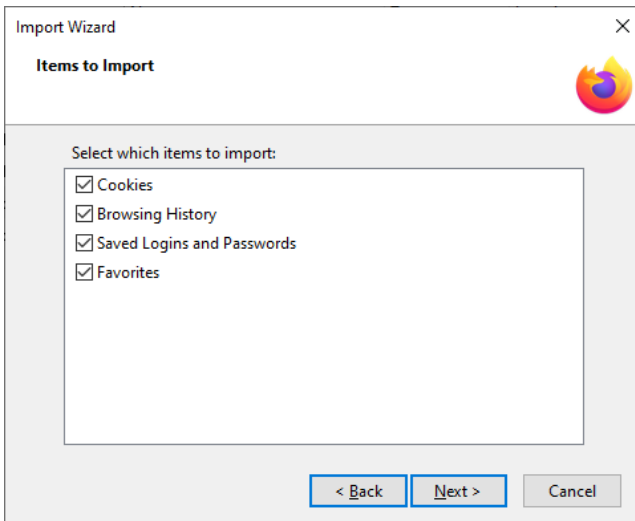 Import Wizard
Items to Import
Select which items to import:
Cookies
Browsing History
Saved Logins and Passwords
Favorites
< Back Next > Cancel